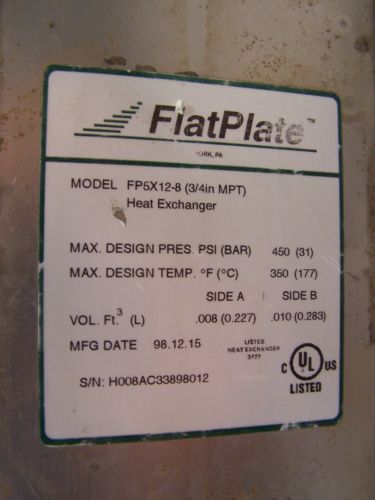 FlatPlate™
YORK, PA
MODEL FP5X12-8 (3/4in MPT)
Heat Exchanger
MAX. DESIGN PRES. PSI (BAR) 450 (31)
MAX. DESIGN TEMP. °F (°C) 350 (177)
SIDE A SIDE B
VOL. Ft.³ (L) .008 (0.227) .010 (0.283)
MFG DATE 98.12.15
LISTED
HEAT EXCHANGER
C UL US
LISTED
S/N: H008AC33898012